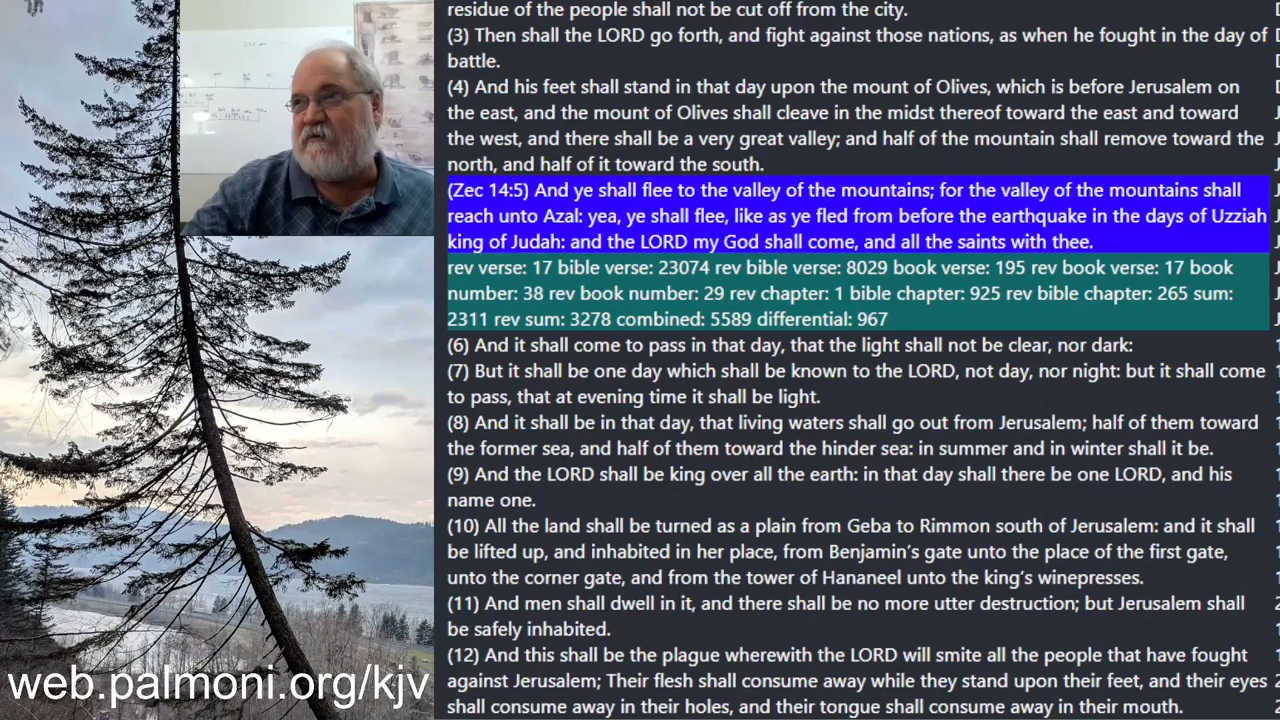 residue of the people shall not be cut off from the city.
(3) Then shall the LORD go forth, and fight against those nations, as when he fought in the day of
battle.
(4) And his feet shall stand in that day upon the mount of Olives, which is before Jerusalem on
the east, and the mount of Olives shall cleave in the midst thereof toward the east and toward
the west, and there shall be a very great valley; and half of the mountain shall remove toward the
north, and half of it toward the south.
(Zec 14:5) And ye shall flee to the valley of the mountains; for the valley of the mountains shall
reach unto Azal: yea, ye shall flee, like as ye fled from before the earthquake in the days of Uzziah
king of Judah: and the LORD my God shall come, and all the saints with thee.
rev verse: 17 bible verse: 23074 rev bible verse: 8029 book verse: 195 rev book verse: 17 book
number: 38 rev book number: 29 rev chapter: 1 bible chapter: 925 rev bible chapter: 265 sum:
2311 rev sum: 3278 combined: 5589 differential: 967
(6) And it shall come to pass in that day, that the light shall not be clear, nor dark:
(7) But it shall be one day which shall be known to the LORD, not day, nor night: but it shall come
to pass, that at evening time it shall be light.
(8) And it shall be in that day, that living waters shall go out from Jerusalem; half of them toward
the former sea, and half of them toward the hinder sea: in summer and in winter shall it be.
(9) And the LORD shall be king over all the earth: in that day shall there be one LORD, and his
name one.
(10) All the land shall be turned as a plain from Geba to Rimmon south of Jerusalem: and it shall
be lifted up, and inhabited in her place, from Benjamin’s gate unto the place of the first gate,
unto the corner gate, and from the tower of Hananeel unto the king’s winepresses.
(11) And men shall dwell in it, and there shall be no more utter destruction; but Jerusalem shall
be safely inhabited.
(12) And this shall be the plague wherewith the LORD will smite all the people that have fought
against Jerusalem; Their flesh shall consume away while they stand upon their feet, and their eyes
shall consume away in their holes, and their tongue shall consume away in their mouth.
web.palmoni.org/kjv